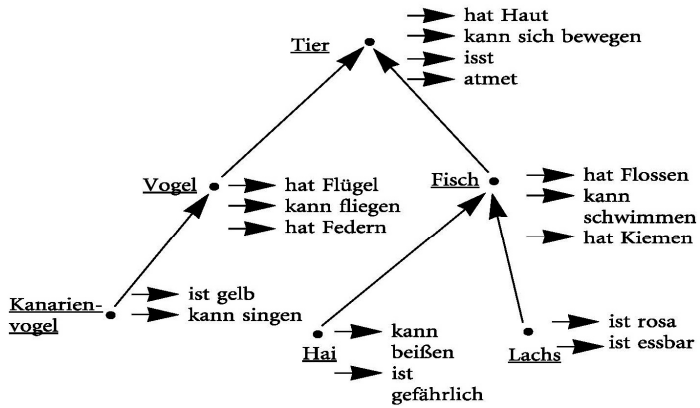 Tier
hat Haut
kann sich bewegen
isst
atmet
Vogel
hat Flügel
kann fliegen
hat Federn
Fisch
hat Flossen
kann
schwimmen
hat Kiemen
Kanarien-
vogel
ist gelb
kann singen
Hai
kann
beißen
ist
gefährlich
Lachs
ist rosa
ist essbar